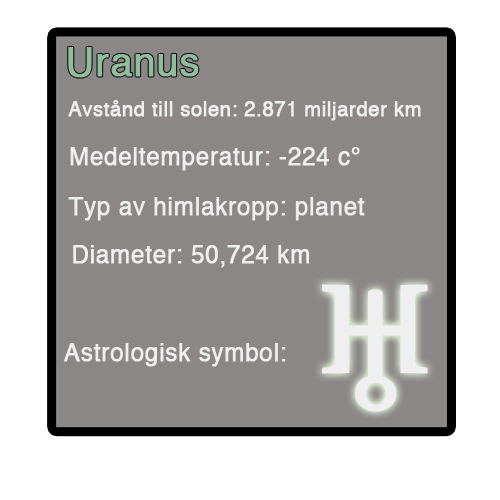 Uranus
Avstånd till solen: 2.871 miljarder km
Medeltemperatur: -224 c°
Typ av himlakropp: planet
Diameter: 50,724 km
Astrologisk symbol: